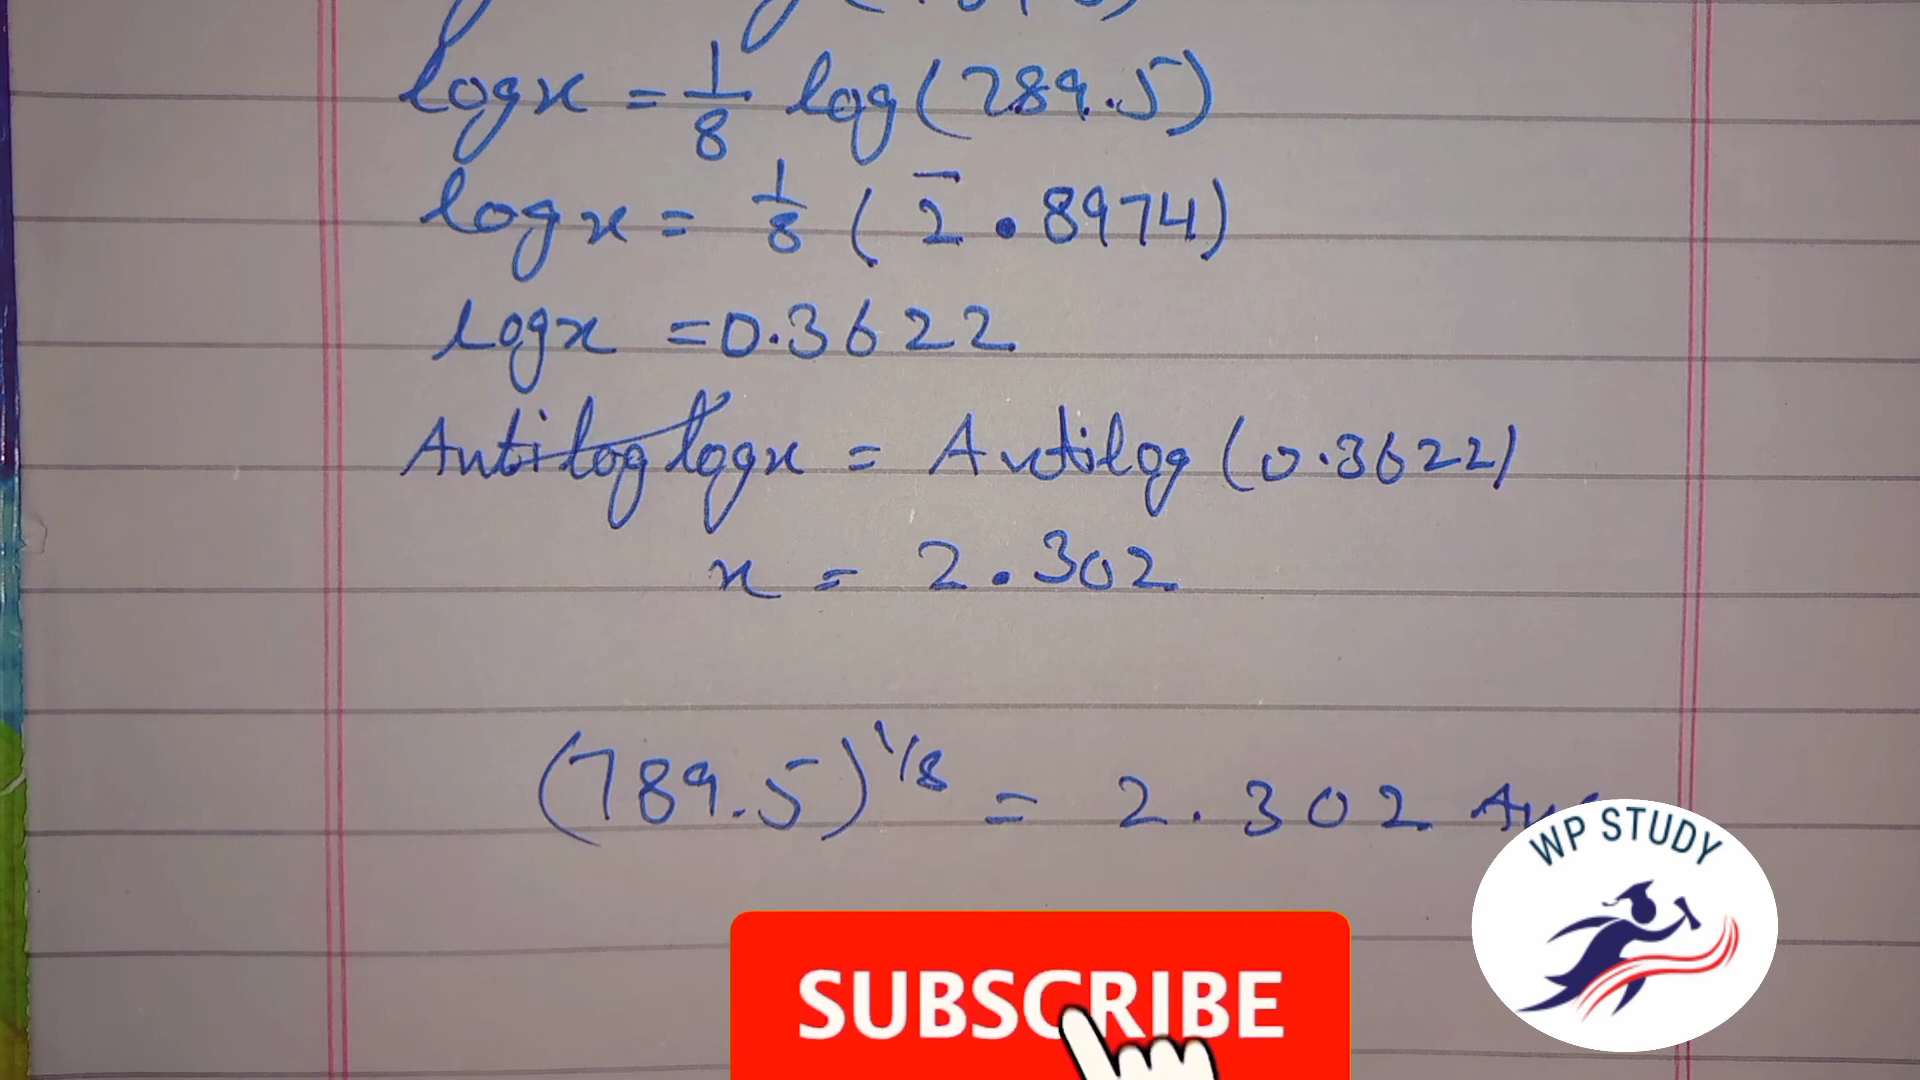 log x = 1/8 log(789.5)
log x = 1/8 ( 2̅ . 8974)
log x = 0.3622
Antilog log x = Antilog (0.3622)
x = 2.302
(789.5)^1/8 = 2.302
WP STUDY
SUBSCRIBE